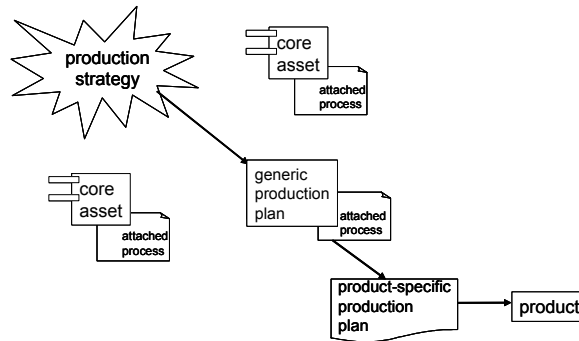 production
strategy
core
asset
attached
process
core
asset
attached
process
generic
production
plan
attached
process
product-specific
production
plan
product